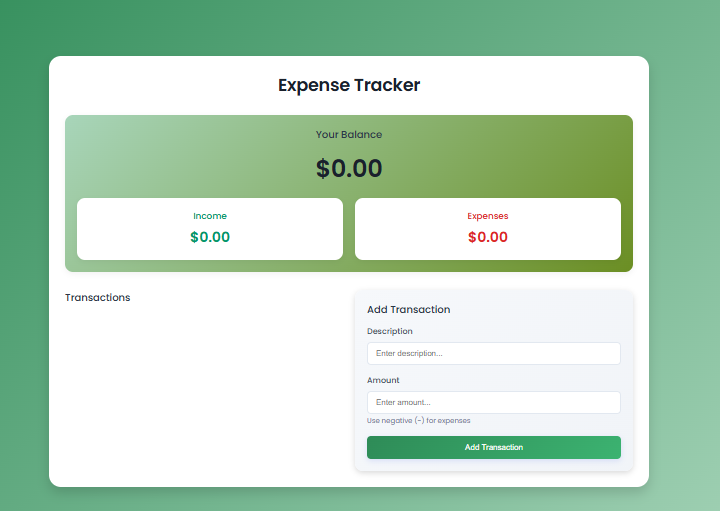 Expense Tracker
Your Balance
$0.00
Income
$0.00
Expenses
$0.00
Transactions
Add Transaction
Description
Enter description...
Amount
Enter amount...
Use negative (-) for expenses
Add Transaction